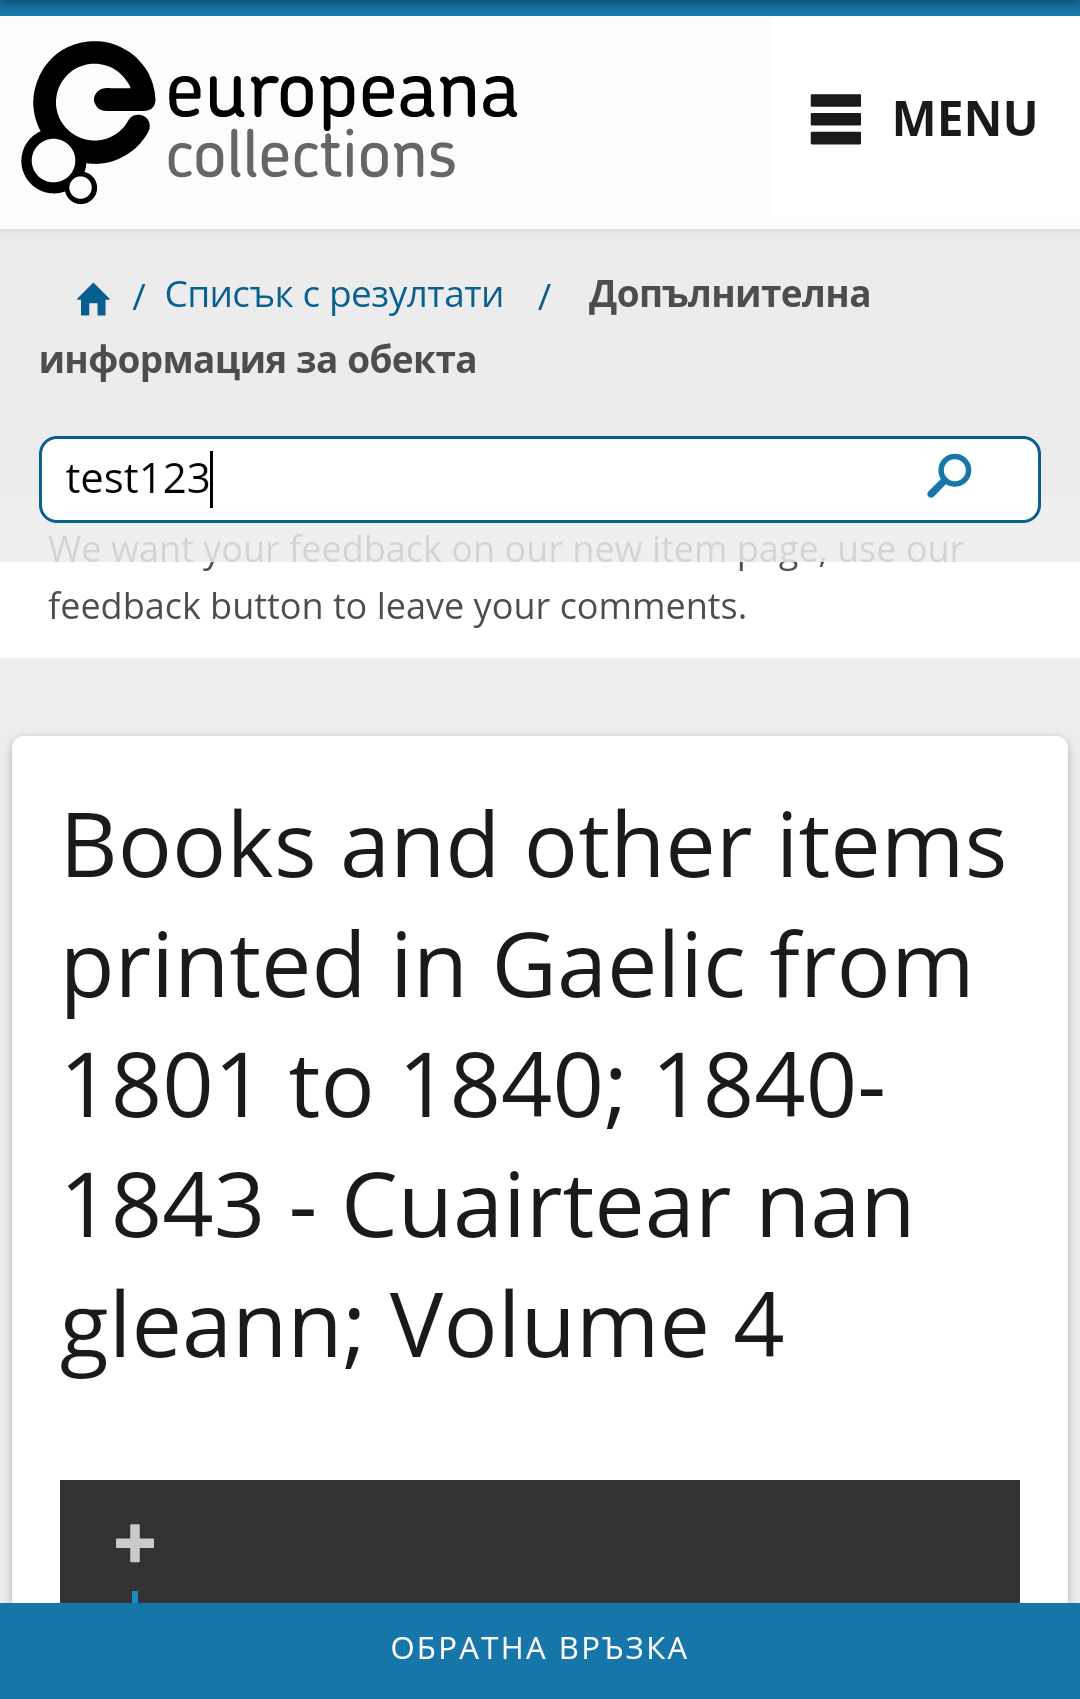 europeana
collections
MENU
/ Списък с резултати / Допълнителна
информация за обекта
test123
We want your feedback on our new item page, use our
feedback button to leave your comments.
Books and other items
printed in Gaelic from
1801 to 1840; 1840-
1843 - Cuairtear nan
gleann; Volume 4
ОБРАТНА ВРЪЗКА